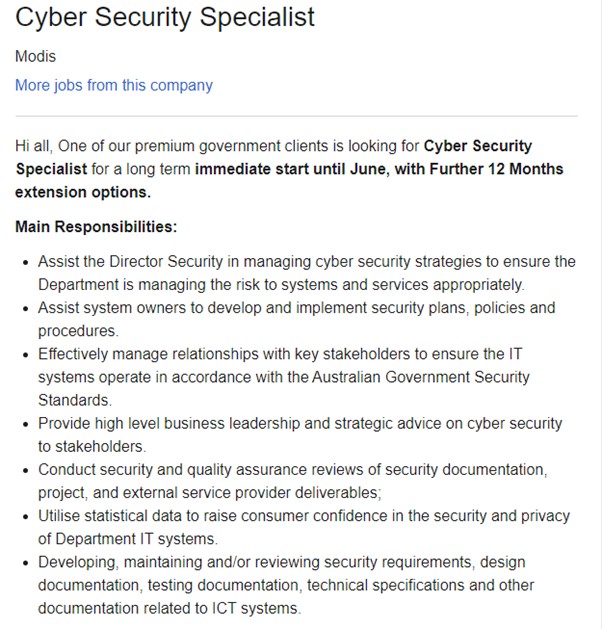 Cyber Security Specialist
Modis
More jobs from this company
Hi all, One of our premium government clients is looking for Cyber Security
Specialist for a long term immediate start until June, with Further 12 Months
extension options.
Main Responsibilities:
• Assist the Director Security in managing cyber security strategies to ensure the
Department is managing the risk to systems and services appropriately.
• Assist system owners to develop and implement security plans, policies and
procedures.
• Effectively manage relationships with key stakeholders to ensure the IT
systems operate in accordance with the Australian Government Security
Standards.
• Provide high level business leadership and strategic advice on cyber security
to stakeholders.
• Conduct security and quality assurance reviews of security documentation,
project, and external service provider deliverables;
• Utilise statistical data to raise consumer confidence in the security and privacy
of Department IT systems.
• Developing, maintaining and/or reviewing security requirements, design
documentation, testing documentation, technical specifications and other
documentation related to ICT systems.